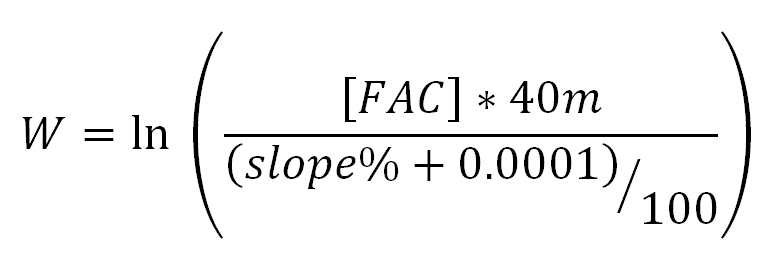 W = ln ([FAC] * 40m / (slope% + 0.0001)/100)